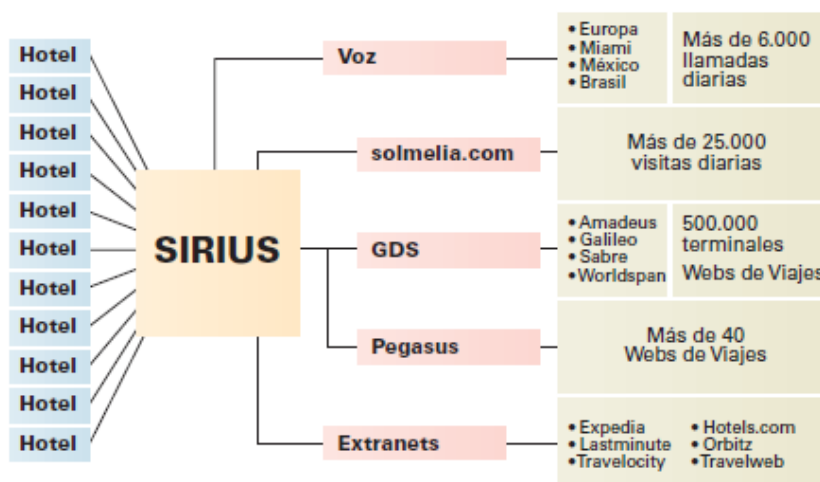 Hotel
Hotel
Hotel
Hotel
Hotel
Hotel
Hotel
Hotel
Hotel
Hotel
Hotel
SIRIUS
Voz
• Europa
• Miami
• México
• Brasil
Más de 6.000
llamadas
diarias
solmelia.com
Más de 25.000
visitas diarias
GDS
• Amadeus
• Galileo
• Sabre
• Worldspan
500.000
terminales
Webs de Viajes
Pegasus
Más de 40
Webs de Viajes
Extranets
• Expedia
• Lastminute
• Travelocity
• Hotels.com
• Orbitz
• Travelweb